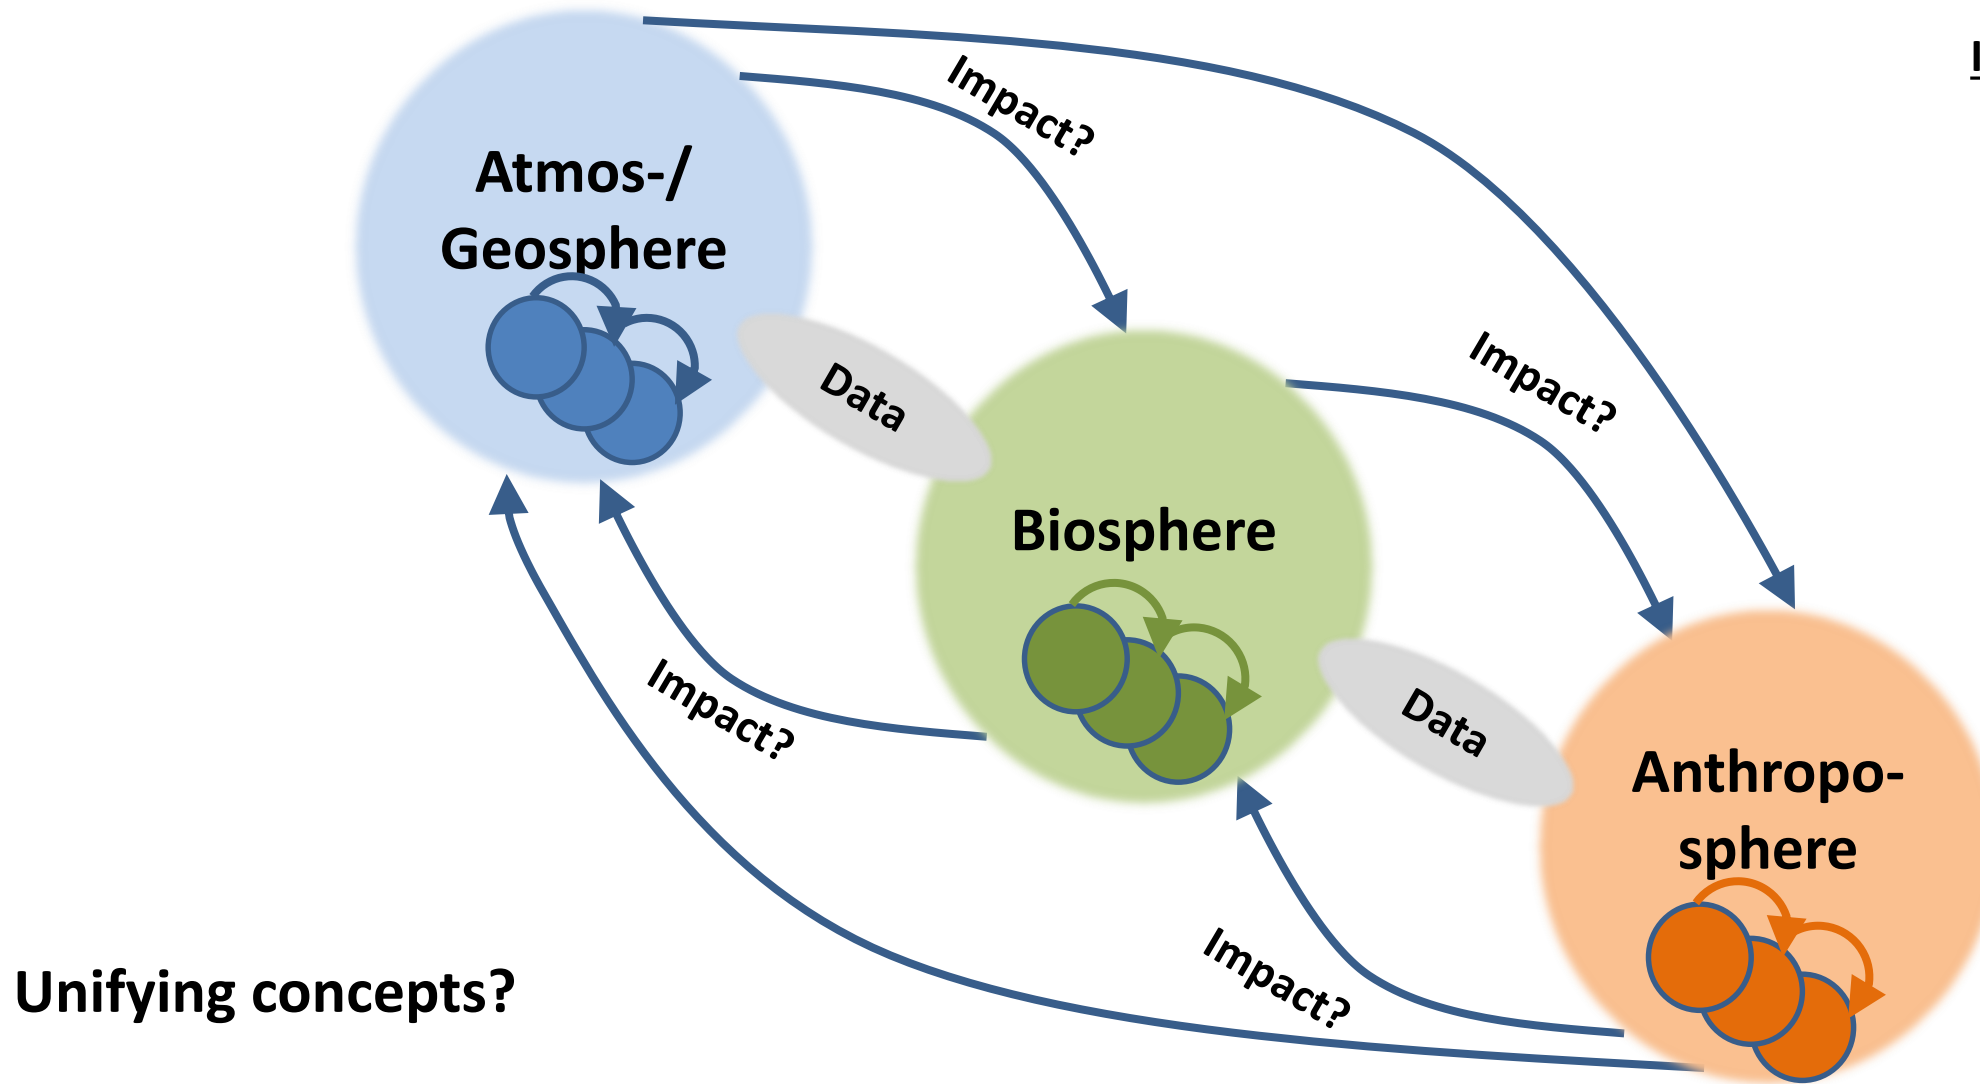 Impact?
Atmos-/
Geosphere
Impact?
Data
Biosphere
Impact?
Data
Anthropo-
sphere
Impact?
Unifying concepts?